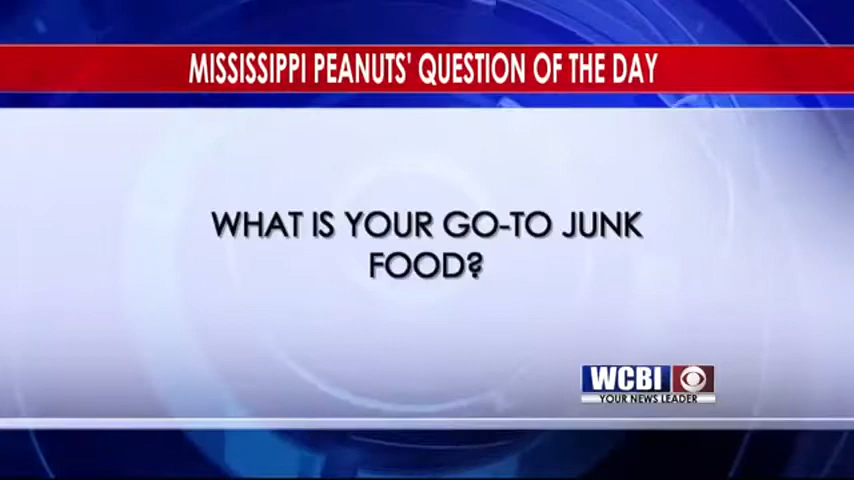 MISSISSIPPI PEANUTS' QUESTION OF THE DAY
WHAT IS YOUR GO-TO JUNK
FOOD?
WCBI
YOUR NEWS LEADER